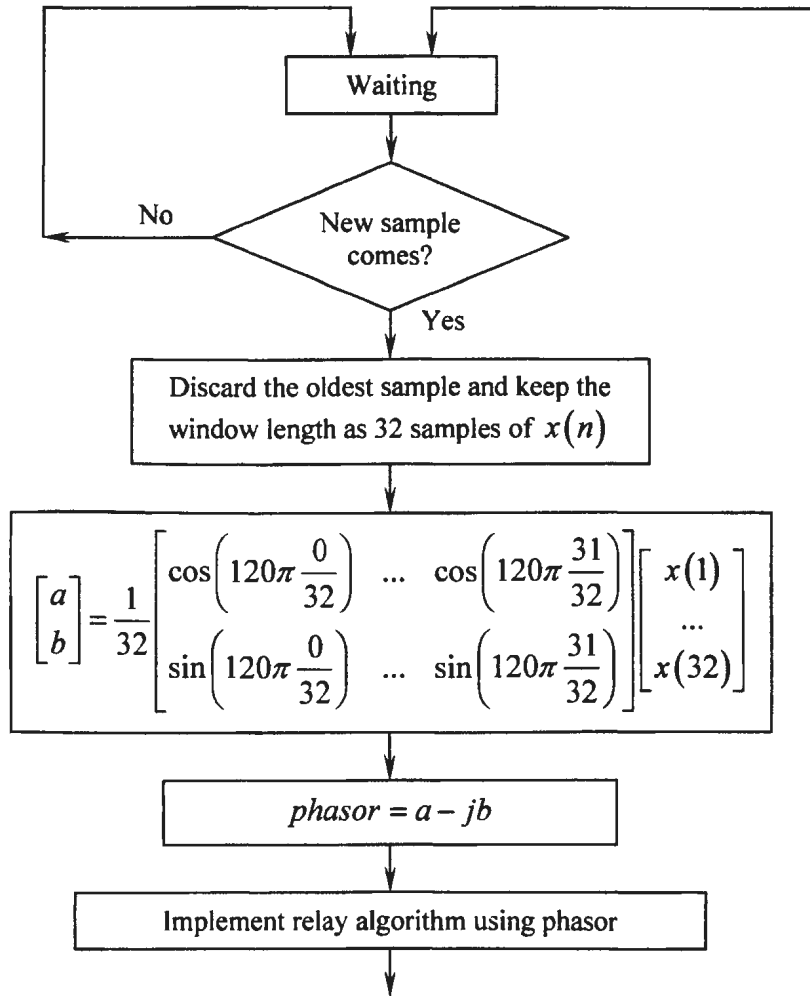 Waiting
No
New sample
comes?
Yes
Discard the oldest sample and keep the
window length as 32 samples of x(n)
[a b] = 1/32 [cos(120π 0/32) ... cos(120π 31/32) sin(120π 0/32) ... sin(120π 31/32)] [x(1) ... x(32)]
phasor = a − jb
Implement relay algorithm using phasor